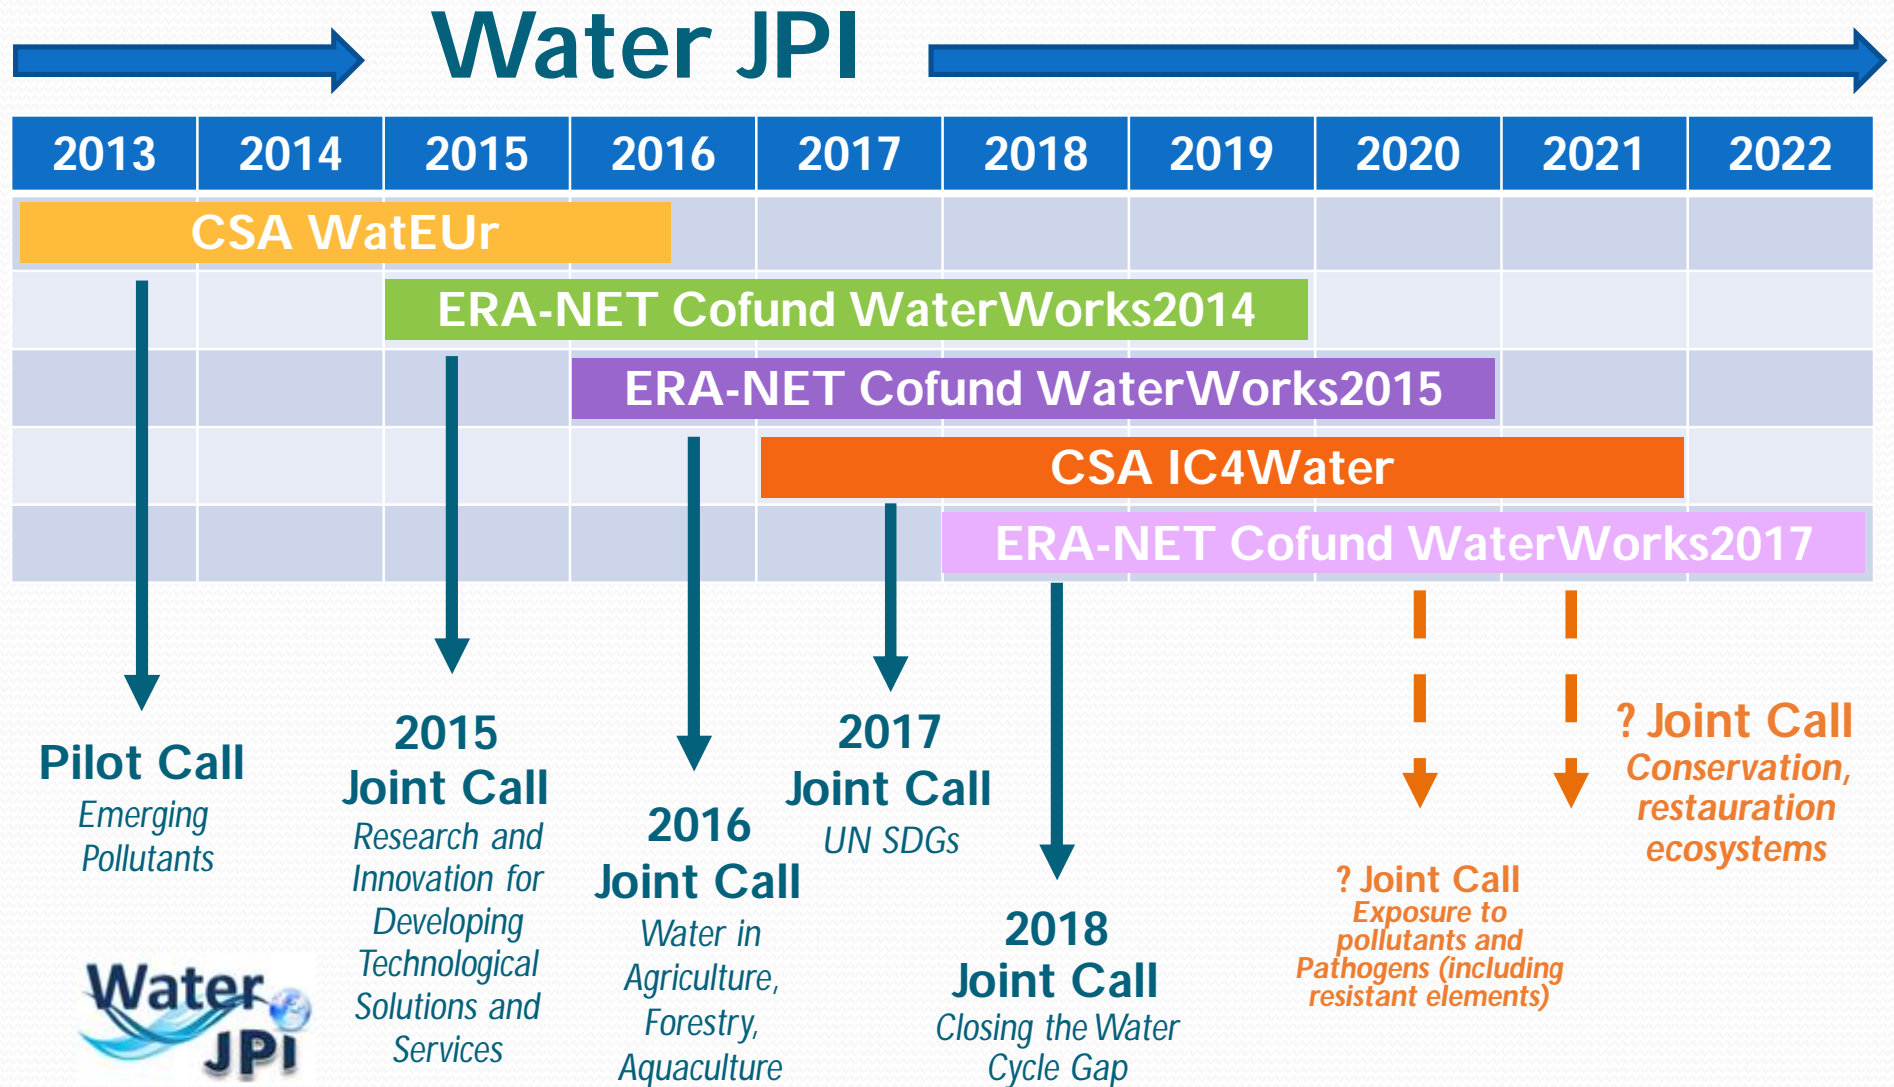 Water JPI
2013 2014 2015 2016 2017 2018 2019 2020 2021 2022
CSA WatEUr
ERA-NET Cofund WaterWorks2014
ERA-NET Cofund WaterWorks2015
CSA IC4Water
ERA-NET Cofund WaterWorks2017
Pilot Call
Emerging
Pollutants
2015
Joint Call
Research and
Innovation for
Developing
Technological
Solutions and
Services
2016
Joint Call
Water in
Agriculture,
Forestry,
Aquaculture
2017
Joint Call
UN SDGs
2018
Joint Call
Closing the Water
Cycle Gap
? Joint Call
Exposure to
pollutants and
Pathogens (including
resistant elements)
? Joint Call
Conservation,
restauration
ecosystems
Water
JPI